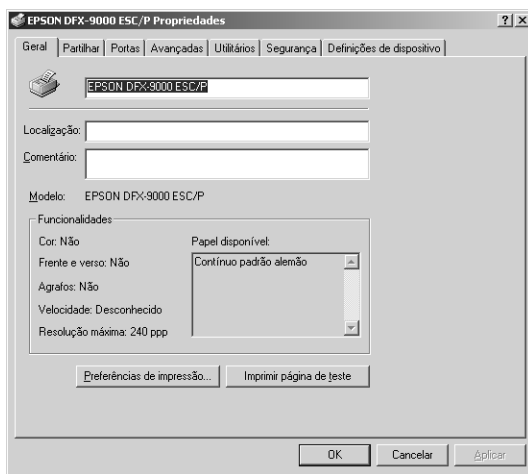 EPSON DFX-9000 ESC/P Propriedades
Geral Partilhar Portas Avançadas Utilitários Segurança Definições de dispositivo
EPSON DFX-9000 ESC/P
Localização:
Comentário:
Modelo: EPSON DFX-9000 ESC/P
Funcionalidades
Cor: Não Papel disponível:
Frente e verso: Não Contínuo padrão alemão
Agrafos: Não
Velocidade: Desconhecido
Resolução máxima: 240 ppp
Preferências de impressão... Imprimir página de teste
OK Cancelar Aplicar